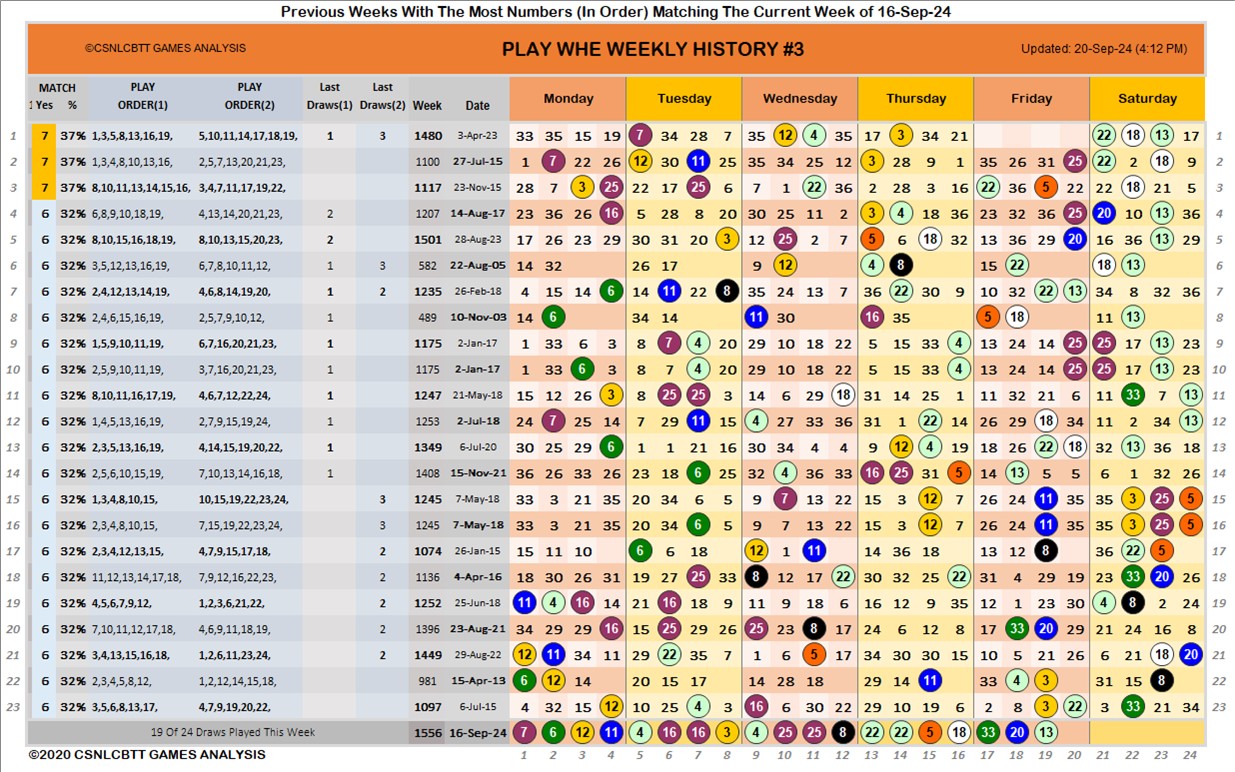 Previous Weeks With The Most Numbers (In Order) Matching The Current Week of 16-Sep-24
©CSNLCBTT GAMES ANALYSIS PLAY WHE WEEKLY HISTORY #3 Updated: 20-Sep-24 (4:12 PM)
MATCH PLAY PLAY Last Last
Yes % ORDER(1) ORDER(2) Draws(1) Draws(2) Week Date Monday Tuesday Wednesday Thursday Friday Saturday
1 7 37% 1,3,5,8,13,16,19, 5,10,11,14,17,18,19, 1 3 1480 3-Apr-23 33 35 15 19 7 34 28 7 35 12 4 35 17 3 34 21 22 18 13 17 1
2 7 37% 1,3,4,8,10,13,16, 2,5,7,13,20,21,23, 1100 27-Jul-15 1 7 22 26 12 30 11 25 35 34 25 12 3 28 9 1 35 26 31 25 22 2 18 9 2
3 7 37% 8,10,11,13,14,15,16, 3,4,7,11,17,19,22, 1117 23-Nov-15 28 7 3 25 22 17 25 6 7 1 22 36 2 28 3 16 22 36 5 22 22 18 21 5 3
4 6 32% 6,8,9,10,18,19, 4,13,14,20,21,23, 2 1207 14-Aug-17 23 36 26 16 5 28 8 20 30 25 11 2 3 4 18 36 23 32 36 25 20 10 13 36 4
5 6 32% 8,10,15,16,18,19, 8,10,13,15,20,23, 2 1501 28-Aug-23 17 26 23 29 30 31 20 3 12 25 2 7 5 6 18 32 13 36 29 20 16 36 13 29 5
6 6 32% 3,5,12,13,16,19, 6,7,8,10,11,12, 1 3 582 22-Aug-05 14 32 26 17 9 12 4 8 15 22 18 13 6
7 6 32% 2,4,12,13,14,19, 4,6,8,14,19,20, 1 2 1235 26-Feb-18 4 15 14 6 14 11 22 8 35 24 13 7 36 22 30 9 10 32 22 13 34 8 32 36 7
8 6 32% 2,4,6,15,16,19, 2,5,7,9,10,12, 1 489 10-Nov-03 14 6 34 14 11 30 16 35 5 18 11 13 8
9 6 32% 1,5,9,10,11,19, 6,7,16,20,21,23, 1 1175 2-Jan-17 1 33 6 3 8 7 4 20 29 10 18 22 5 15 33 4 13 24 14 25 25 17 13 23 9
10 6 32% 2,5,9,10,11,19, 3,7,16,20,21,23, 1 1175 2-Jan-17 1 33 6 3 8 7 4 20 29 10 18 22 5 15 33 4 13 24 14 25 25 17 13 23 10
11 6 32% 8,10,11,16,17,19, 4,6,7,12,22,24, 1 1247 21-May-18 15 12 26 3 8 25 25 3 14 6 29 18 31 14 25 1 11 32 21 6 11 33 7 13 11
12 6 32% 1,4,5,13,16,19, 2,7,9,15,19,24, 1 1253 2-Jul-18 24 7 25 14 7 29 11 15 4 27 33 36 31 1 22 14 26 29 18 34 11 2 34 13 12
13 6 32% 2,3,5,13,16,19, 4,14,15,19,20,22, 1 1349 6-Jul-20 30 25 29 6 1 1 21 16 30 34 4 4 9 12 4 19 18 26 22 18 32 13 36 18 13
14 6 32% 2,5,6,10,15,19, 7,10,13,14,16,18, 1 1408 15-Nov-21 36 26 33 26 23 18 6 25 32 4 36 33 16 25 31 5 14 13 5 5 6 1 32 26 14
15 6 32% 1,3,4,8,10,15, 10,15,19,22,23,24, 3 1245 7-May-18 33 3 21 35 20 34 6 5 9 7 13 22 15 3 12 7 26 24 11 35 35 3 25 5 15
16 6 32% 2,3,4,8,10,15, 7,15,19,22,23,24, 3 1245 7-May-18 33 3 21 35 20 34 6 5 9 7 13 22 15 3 12 7 26 24 11 35 35 3 25 5 16
17 6 32% 2,3,4,12,13,15, 4,7,9,15,17,18, 2 1074 26-Jan-15 15 11 10 6 6 18 12 1 11 14 36 18 13 12 8 36 22 5 17
18 6 32% 11,12,13,14,17,18, 7,9,12,16,22,23, 2 1136 4-Apr-16 18 30 26 31 19 27 25 33 8 12 17 22 30 32 25 22 31 4 29 19 23 33 20 26 18
19 6 32% 4,5,6,7,9,12, 1,2,3,6,21,22, 2 1252 25-Jun-18 11 4 16 14 21 16 18 9 11 9 18 6 16 12 9 35 12 1 23 30 4 8 2 24 19
20 6 32% 7,10,11,12,17,18, 4,6,9,11,18,19, 2 1396 23-Aug-21 34 29 29 16 15 25 29 26 25 23 8 17 24 6 12 8 17 33 20 29 21 24 16 8 20
21 6 32% 3,4,13,15,16,18, 1,2,6,11,23,24, 2 1449 29-Aug-22 12 11 34 11 29 22 35 7 1 6 5 17 34 30 30 15 10 5 21 26 6 21 18 20 21
22 6 32% 2,3,4,5,8,12, 1,2,12,14,15,18, 981 15-Apr-13 6 12 14 20 15 17 14 28 18 29 14 11 33 4 3 31 15 8 22
23 6 32% 3,5,6,8,13,17, 4,7,9,19,20,22, 1097 6-Jul-15 4 32 15 12 10 25 4 3 16 6 30 22 29 10 19 6 2 8 3 22 3 33 21 34 23
19 Of 24 Draws Played This Week 1556 16-Sep-24 7 6 12 11 4 16 16 3 4 25 25 8 22 22 5 18 33 20 13
©2020 CSNLCBTT GAMES ANALYSIS 1 2 3 4 5 6 7 8 9 10 11 12 13 14 15 16 17 18 19 20 21 22 23 24